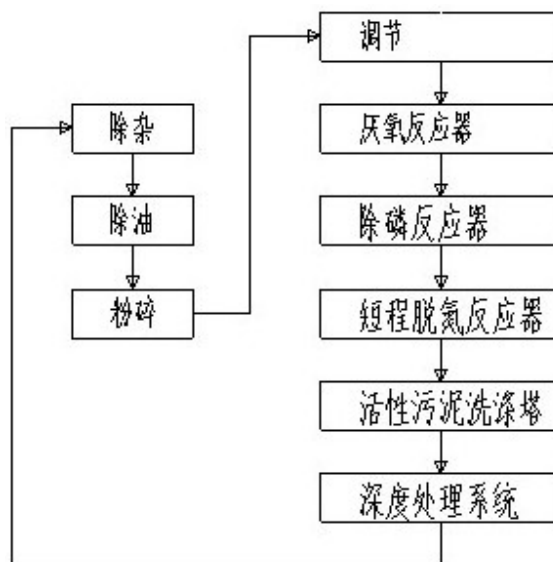 除杂
除油
粉碎
调节
厌氧反应器
除磷反应器
短程脱氮反应器
活性污泥洗涤塔
深度处理系统